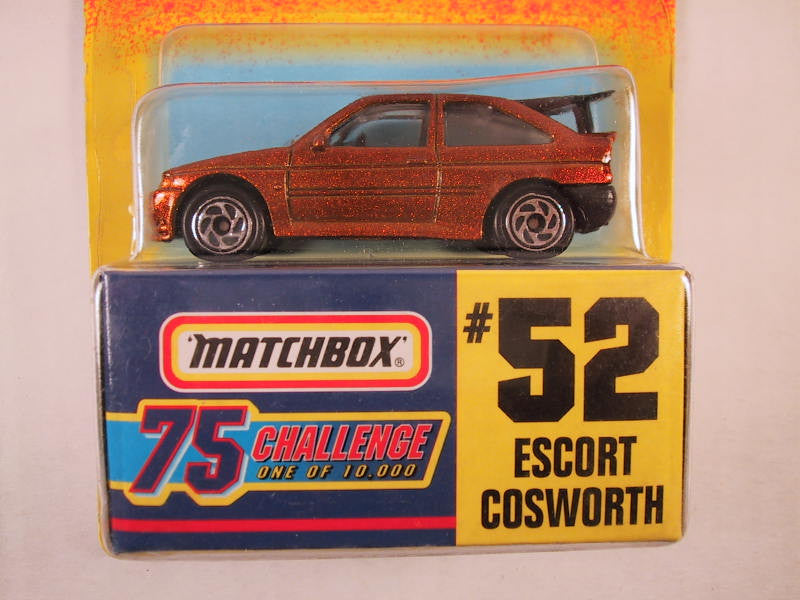 'MATCHBOX'®
75 CHALLENGE
ONE OF 10.000
#52
ESCORT
COSWORTH